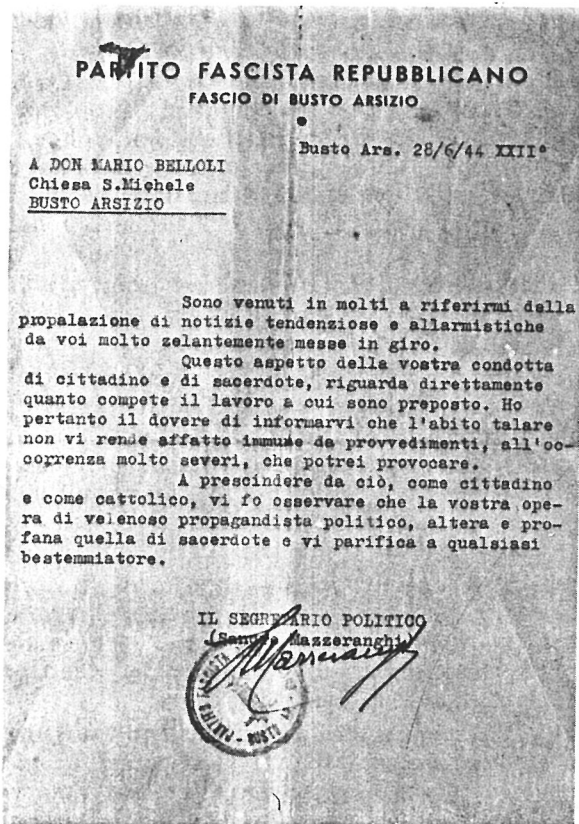 PARTITO FASCISTA REPUBBLICANO
FASCIO DI BUSTO ARSIZIO
Busto Ars. 28/6/44 XXII°
A DON MARIO BELLOLI
Chiesa S.Michele
BUSTO ARSIZIO
Sono venuti in molti a riferirmi della
propalazione di notizie tendenziose e allarmistiche
da voi molto zelantemente messe in giro.
Questo aspetto della vostra condotta
di cittadino e di sacerdote, riguarda direttamente
quanto compete il lavoro a cui sono preposto. Ho
pertanto il dovere di informarvi che l'abito talare
non vi rende affatto immune da provvedimenti, all'oc-
correnza molto severi, che potrei provocare.
A prescindere da ciò, come cittadino
e come cattolico, vi fo osservare che la vostra ope-
ra di velenoso propagandista politico, altera e pro-
fana quella di sacerdote e vi parifica a qualsiasi
bestemmiatore.
IL SEGRETARIO POLITICO
Mazzeranghi)
PARTITO FASCISTA
BUSTO